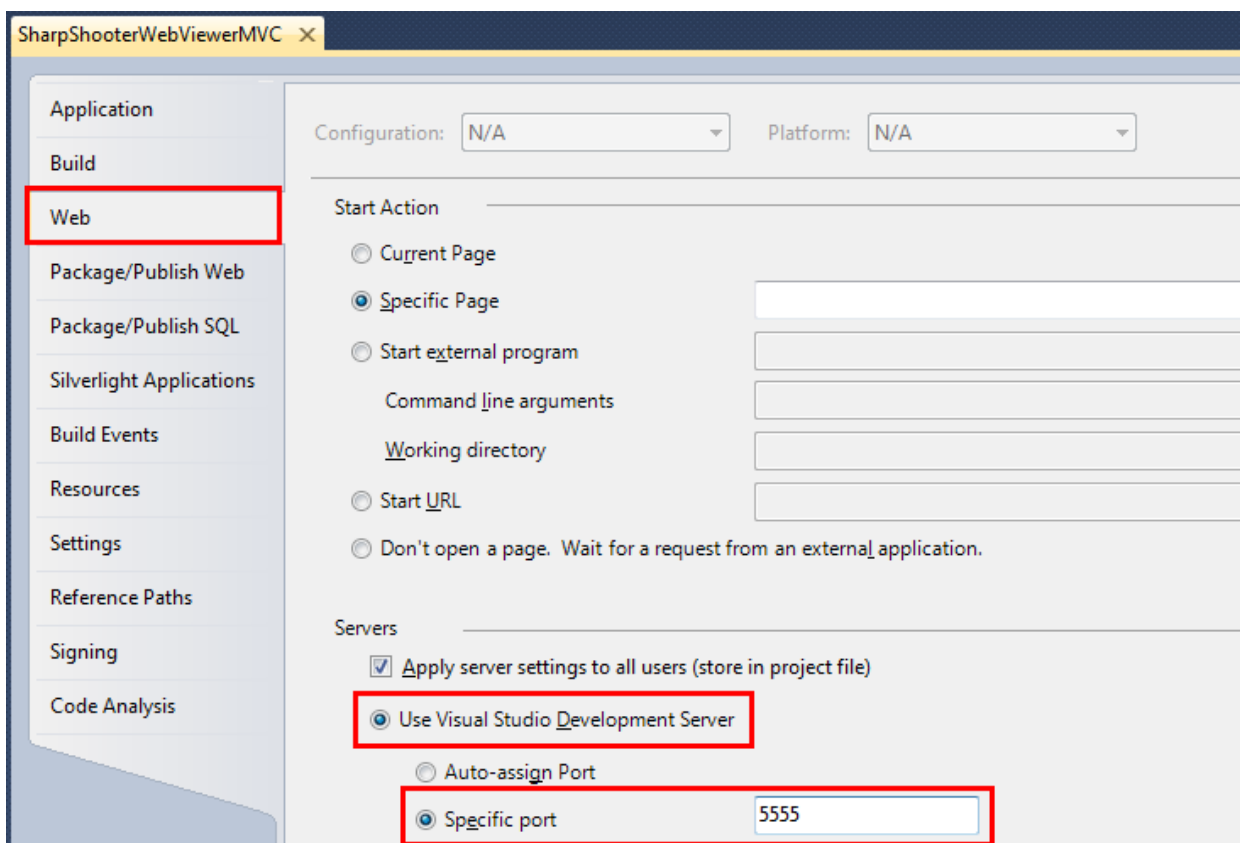 SharpShooterWebViewerMVC
Application
Build
Web
Package/Publish Web
Package/Publish SQL
Silverlight Applications
Build Events
Resources
Settings
Reference Paths
Signing
Code Analysis
Configuration: N/A Platform: N/A
Start Action
Current Page
Specific Page
Start external program
Command line arguments
Working directory
Start URL
Don't open a page. Wait for a request from an external application.
Servers
Apply server settings to all users (store in project file)
Use Visual Studio Development Server
Auto-assign Port
Specific port 5555